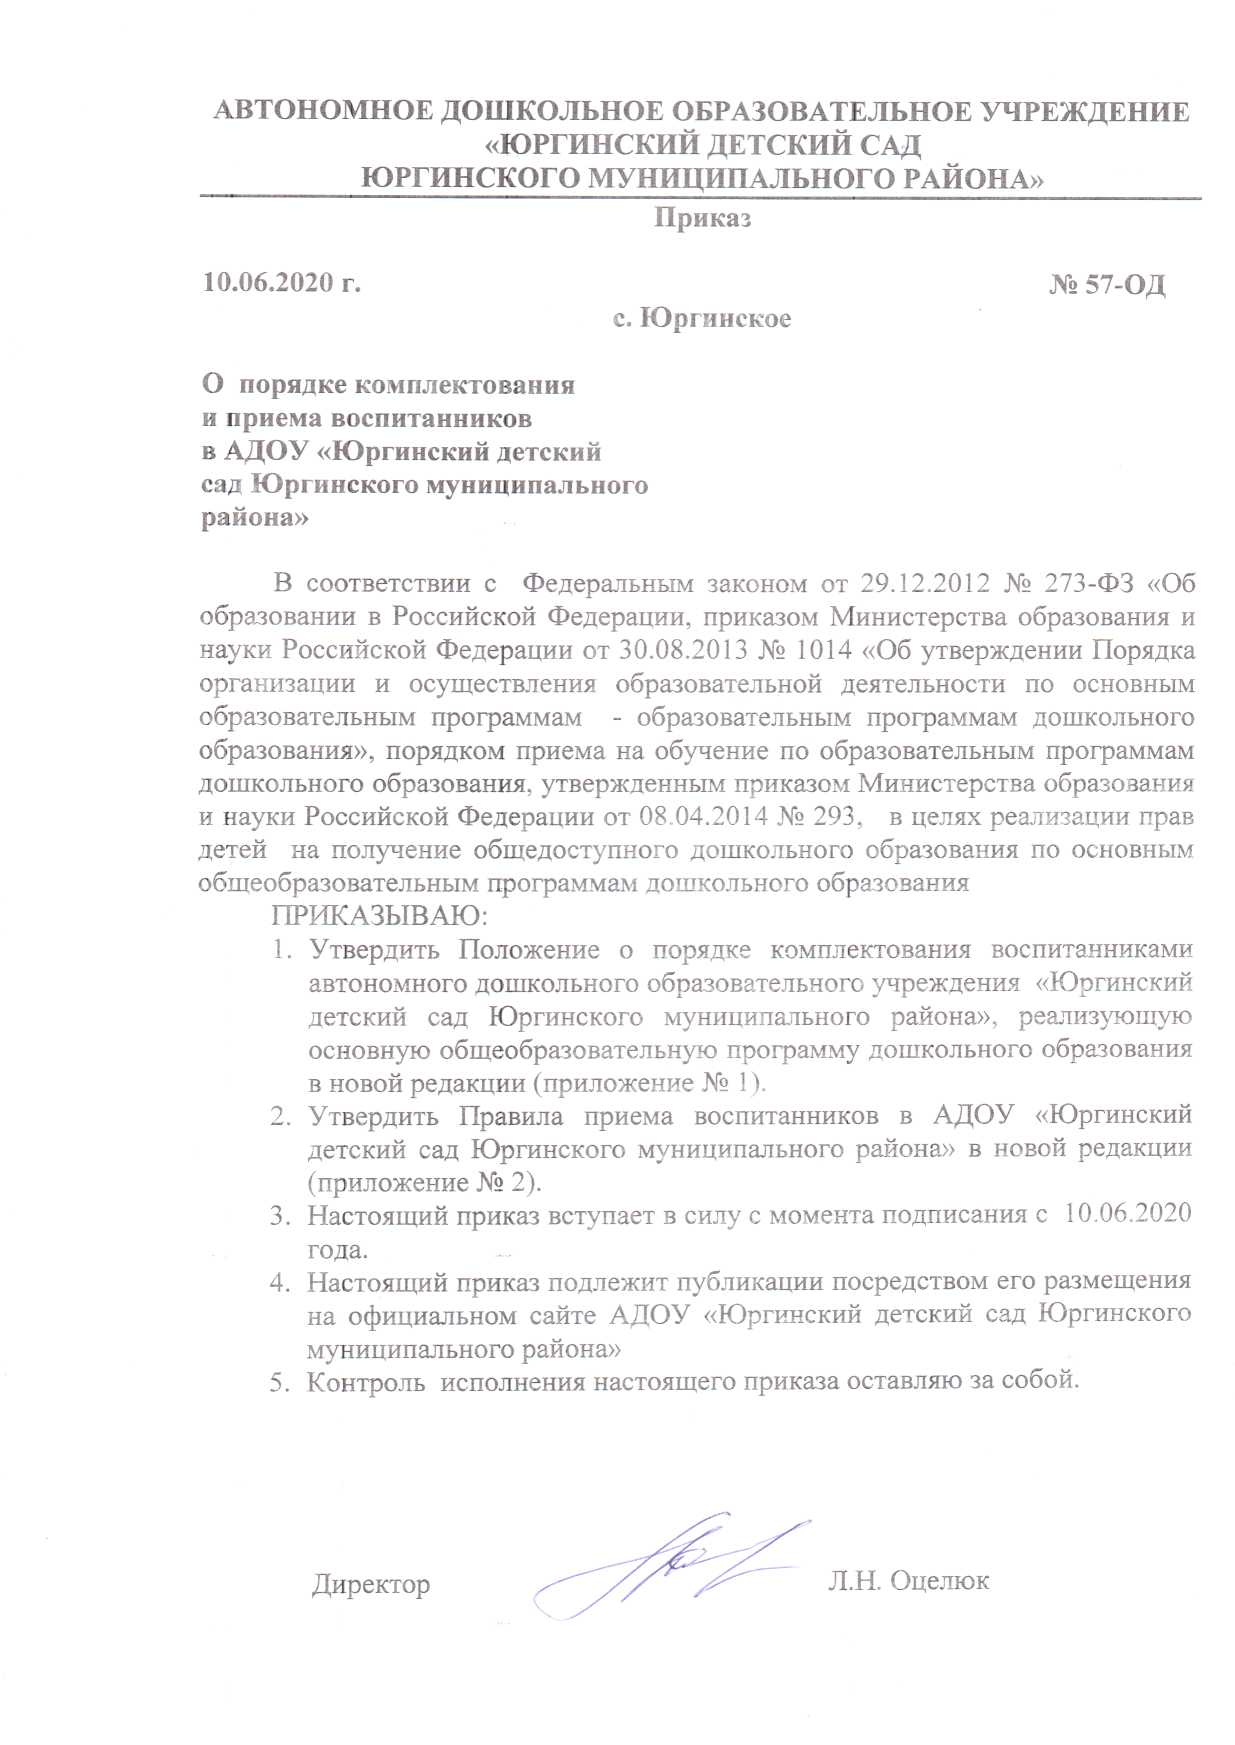 АВТОНОМНОЕ ДОШКОЛЬНОЕ ОБРАЗОВАТЕЛЬНОЕ УЧРЕЖДЕНИЕ
«ЮРГИНСКИЙ ДЕТСКИЙ САД
ЮРГИНСКОГО МУНИЦИПАЛЬНОГО РАЙОНА»
Приказ
10.06.2020 г. № 57-ОД
с. Юргинское
О порядке комплектования
и приема воспитанников
в АДОУ «Юргинский детский
сад Юргинского муниципального
района»
В соответствии с Федеральным законом от 29.12.2012 № 273-ФЗ «Об
образовании в Российской Федерации, приказом Министерства образования и
науки Российской Федерации от 30.08.2013 № 1014 «Об утверждении Порядка
организации и осуществления образовательной деятельности по основным
образовательным программам - образовательным программам дошкольного
образования», порядком приема на обучение по образовательным программам
дошкольного образования, утвержденным приказом Министерства образования
и науки Российской Федерации от 08.04.2014 № 293, в целях реализации прав
детей на получение общедоступного дошкольного образования по основным
общеобразовательным программам дошкольного образования
ПРИКАЗЫВАЮ:
1. Утвердить Положение о порядке комплектования воспитанниками
автономного дошкольного образовательного учреждения «Юргинский
детский сад Юргинского муниципального района», реализующую
основную общеобразовательную программу дошкольного образования
в новой редакции (приложение № 1).
2. Утвердить Правила приема воспитанников в АДОУ «Юргинский
детский сад Юргинского муниципального района» в новой редакции
(приложение № 2).
3. Настоящий приказ вступает в силу с момента подписания с 10.06.2020
года.
4. Настоящий приказ подлежит публикации посредством его размещения
на официальном сайте АДОУ «Юргинский детский сад Юргинского
муниципального района»
5. Контроль исполнения настоящего приказа оставляю за собой.
Директор Л.Н. Оцелюк